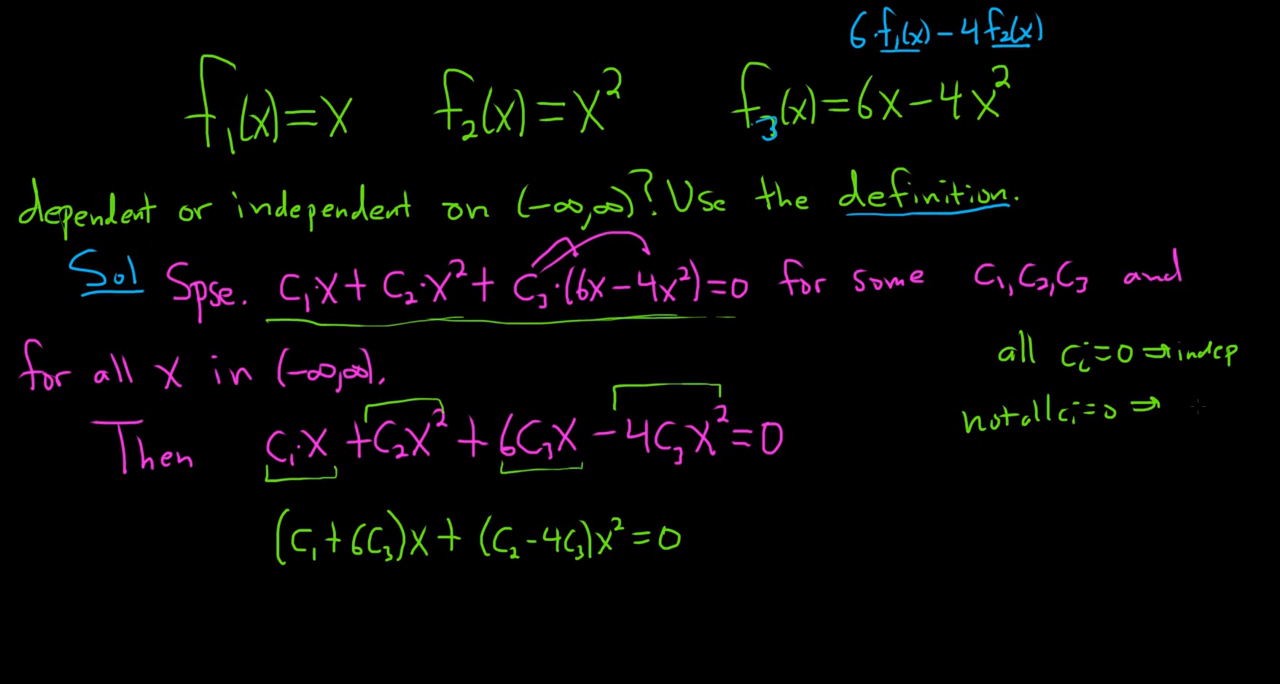 6·f₁(x)-4f₂(x)
f₁(x)=x f₂(x)=x² f₃(x)=6x-4x²
dependent or independent on (-∞,∞)? Use the definition.
Sol Spse. C₁·x+C₂·x²+C₃·(6x-4x²)=0 for some C₁,C₂,C₃ and
all cᵢ=0⇒indep
for all x in (-∞,∞).
not all cᵢ=0⇒
Then C₁·x+C₂x²+6C₃x-4C₃x²=0
(C₁+6C₃)x+(C₂-4C₃)x²=0